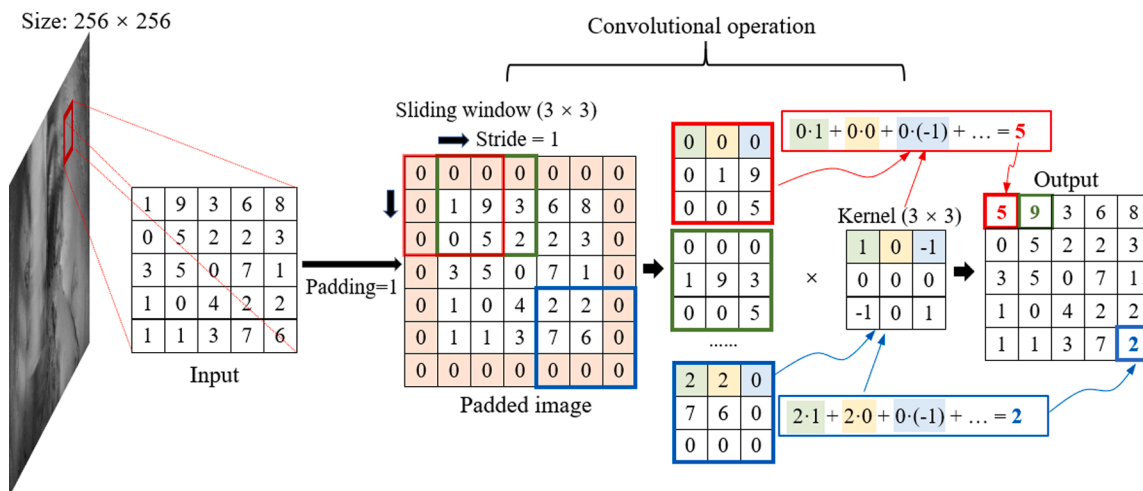 Size: 256 × 256
Convolutional operation
Sliding window (3 × 3)
Stride = 1
1 9 3 6 8
0 5 2 2 3
3 5 0 7 1
1 0 4 2 2
1 1 3 7 6
Input
Padding=1
0 0 0 0 0 0 0
0 1 9 3 6 8 0
0 0 5 2 2 3 0
0 3 5 0 7 1 0
0 1 0 4 2 2 0
0 1 1 3 7 6 0
0 0 0 0 0 0 0
Padded image
0 0 0
0 1 9
0 0 5
0 0 0
1 9 3
0 0 5
......
2 2 0
7 6 0
0 0 0
×
0·1 + 0·0 + 0·(-1) + … = 5
Kernel (3 × 3)
1 0 -1
0 0 0
-1 0 1
2·1 + 2·0 + 0·(-1) + … = 2
Output
5 9 3 6 8
0 5 2 2 3
3 5 0 7 1
1 0 4 2 2
1 1 3 7 2